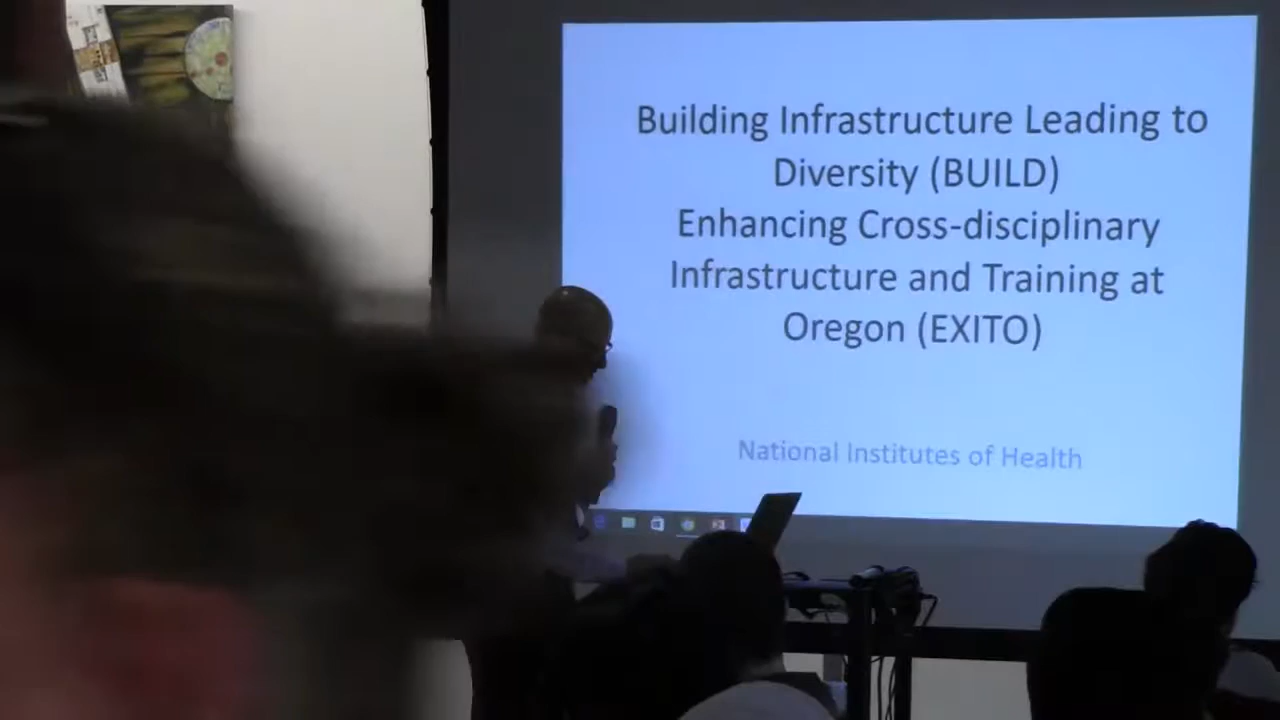 Building Infrastructure Leading to
Diversity (BUILD)
Enhancing Cross-disciplinary
Infrastructure and Training at
Oregon (EXITO)
National Institutes of Health